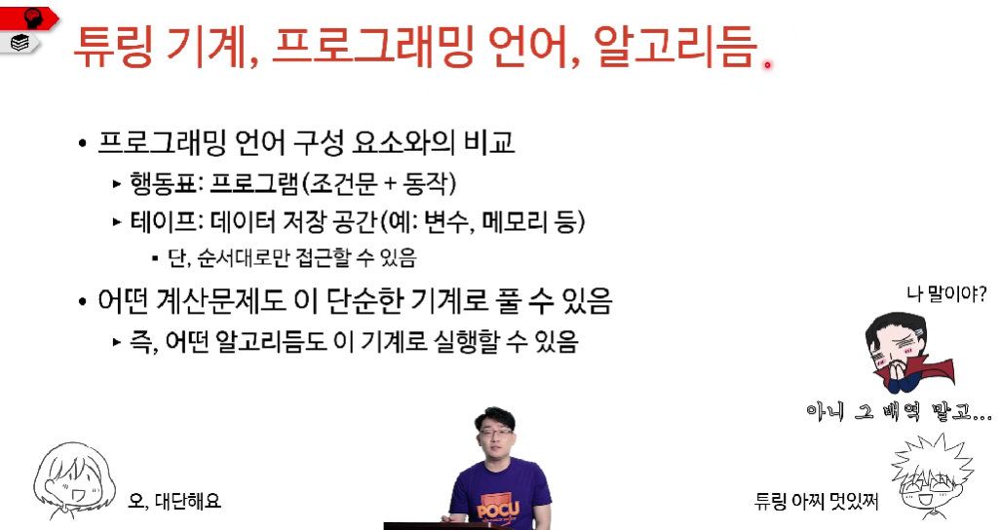 튜링 기계, 프로그래밍 언어, 알고리듬
• 프로그래밍 언어 구성 요소와의 비교
▸ 행동표: 프로그램(조건문 + 동작)
▸ 테이프: 데이터 저장 공간(예: 변수, 메모리 등)
▪ 단, 순서대로만 접근할 수 있음
• 어떤 계산문제도 이 단순한 기계로 풀 수 있음
▸ 즉, 어떤 알고리듬도 이 기계로 실행할 수 있음
나 말이야?
아니 그 배역 말고...
오, 대단해요
POCU
튜링 아찌 멋있쪄